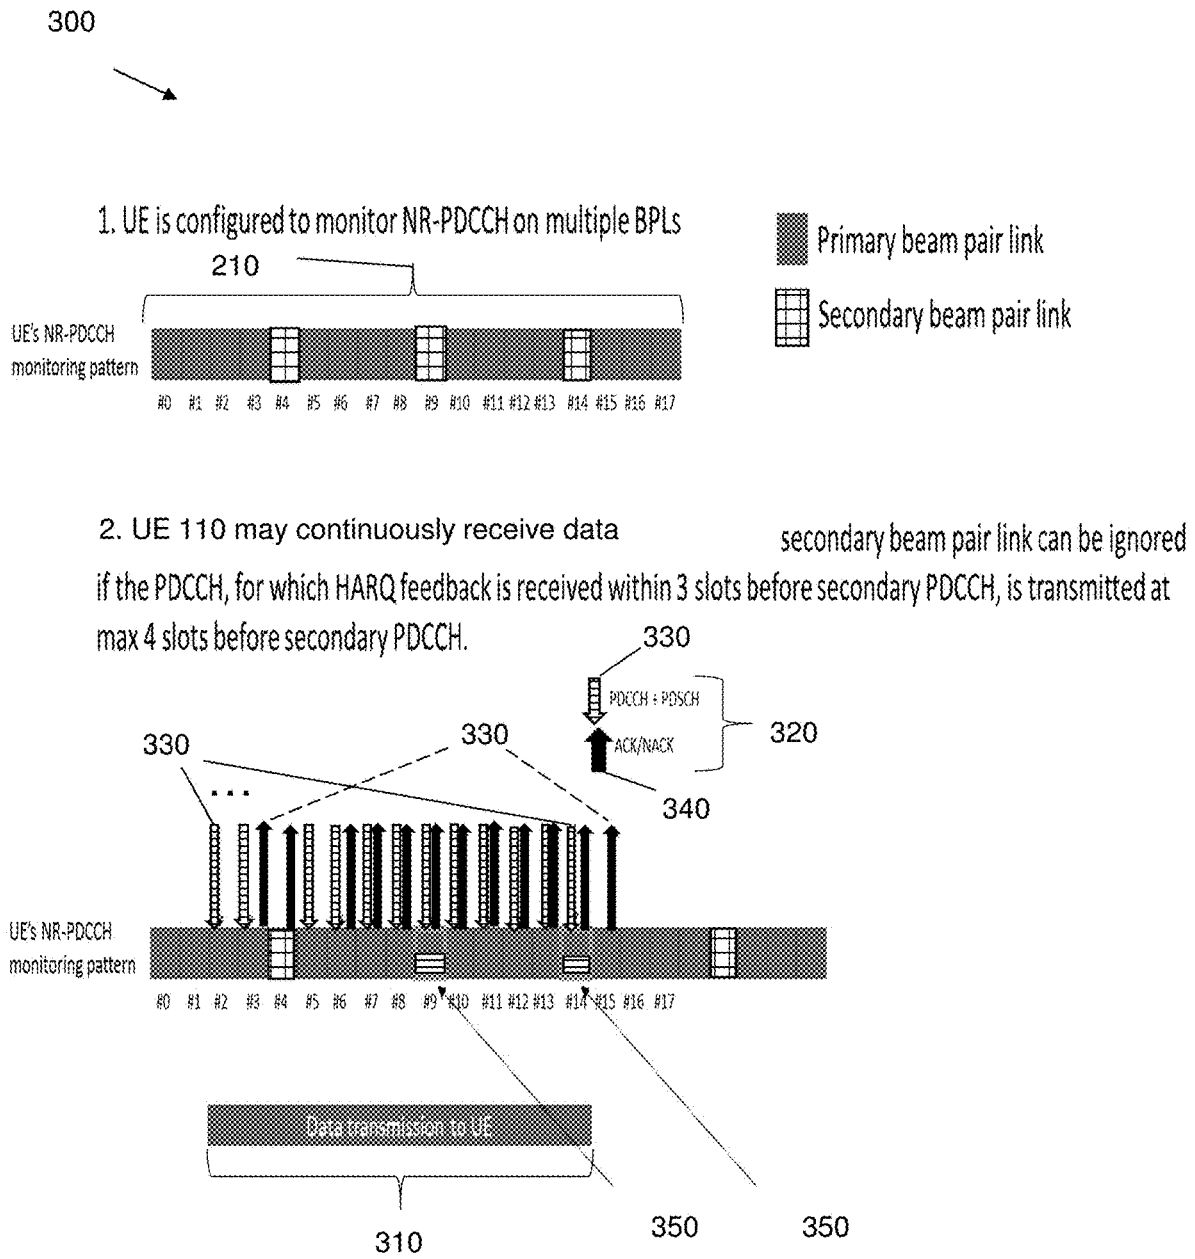 300
1. UE is configured to monitor NR-PDCCH on multiple BPLs
210
Primary beam pair link
Secondary beam pair link
UE's NR-PDCCH
monitoring pattern
#0 #1 #2 #3 #4 #5 #6 #7 #8 #9 #10 #11 #12 #13 #14 #15 #16 #17
2. UE 110 may continuously receive data secondary beam pair link can be ignored
if the PDCCH, for which HARQ feedback is received within 3 slots before secondary PDCCH, is transmitted at
max 4 slots before secondary PDCCH.
330
PDCCH + PDSCH
320
ACK/NACK
340
330
330
...
UE's NR-PDCCH
monitoring pattern
#0 #1 #2 #3 #4 #5 #6 #7 #8 #9 #10 #11 #12 #13 #14 #15 #16 #17
Data transmission to UE
310
350
350